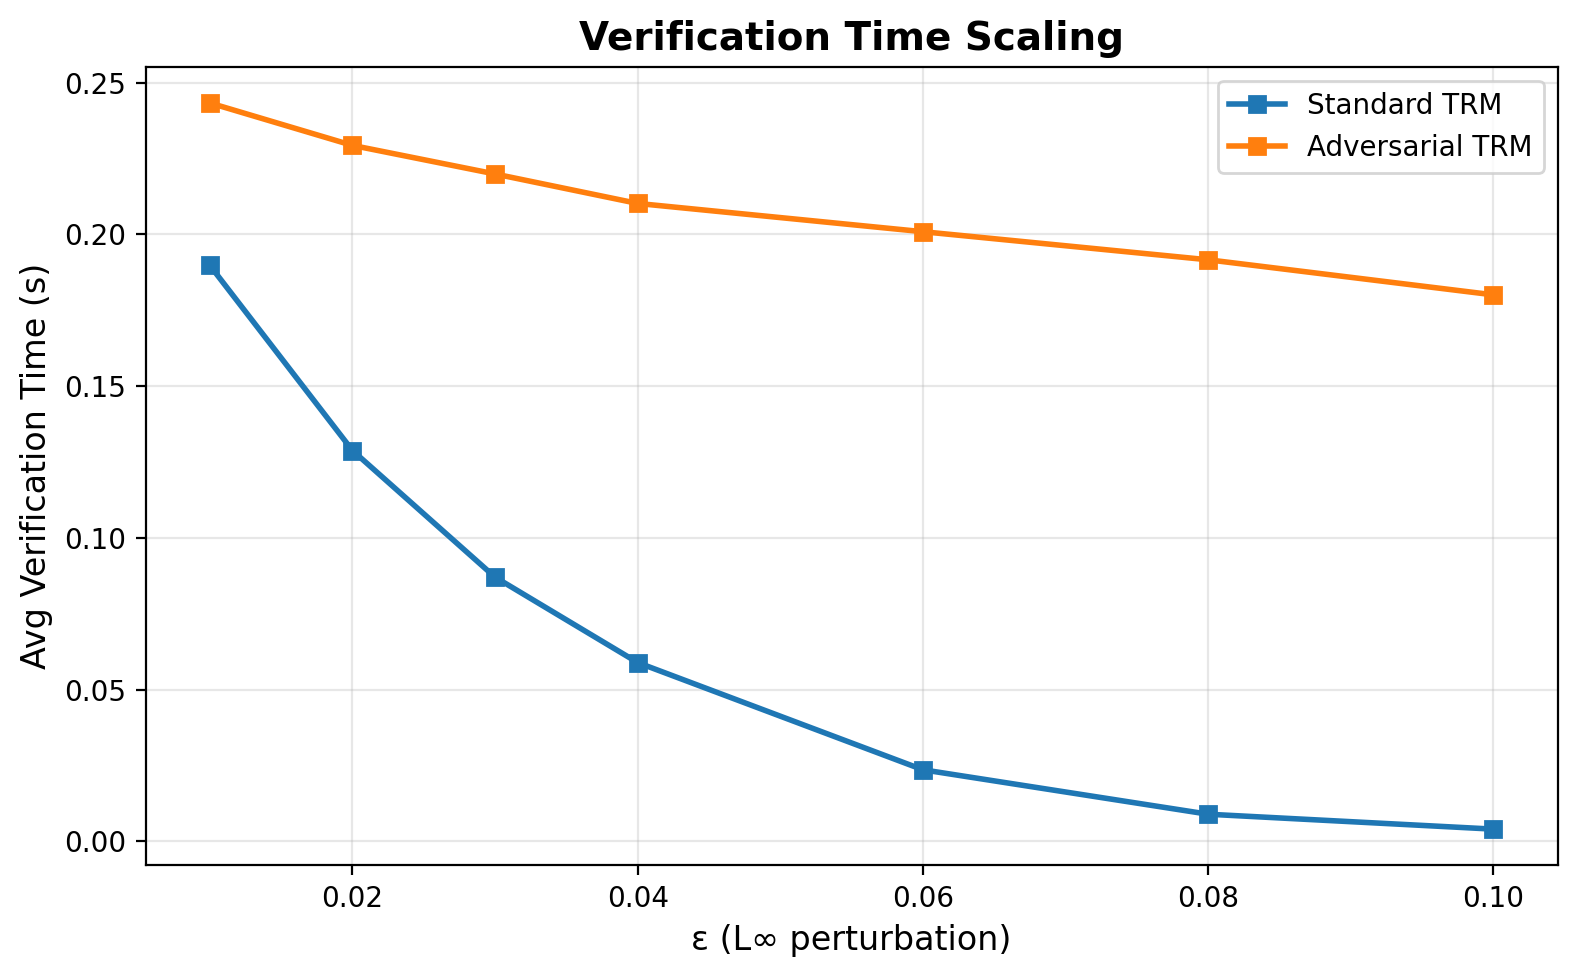 Verification Time Scaling
Standard TRM
Adversarial TRM
Avg Verification Time (s)
0.25
0.20
0.15
0.10
0.05
0.00
0.02 0.04 0.06 0.08 0.10
ε (L∞ perturbation)